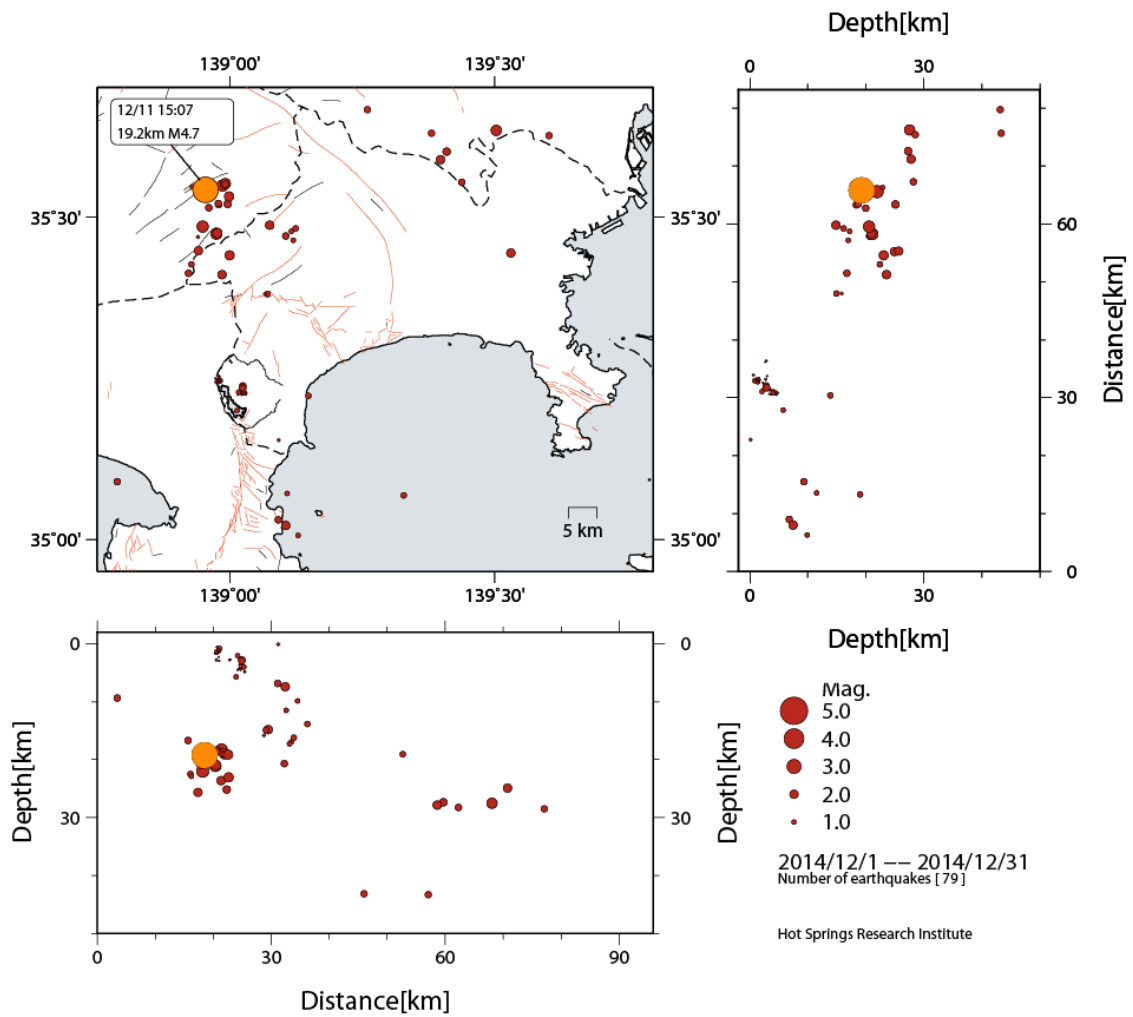 Depth[km]
139°00'
139°30'
0
30
12/11 15:07
19.2km M4.7
35°30'
35°30'
60
Distance[km]
30
5 km
35°00'
35°00'
0
139°00'
139°30'
0
30
Depth[km]
0
0
Mag.
5.0
4.0
3.0
2.0
1.0
Depth[km]
Depth[km]
30
30
2014/12/1 −− 2014/12/31
Number of earthquakes [ 79 ]
Hot Springs Research Institute
0
30
60
90
Distance[km]